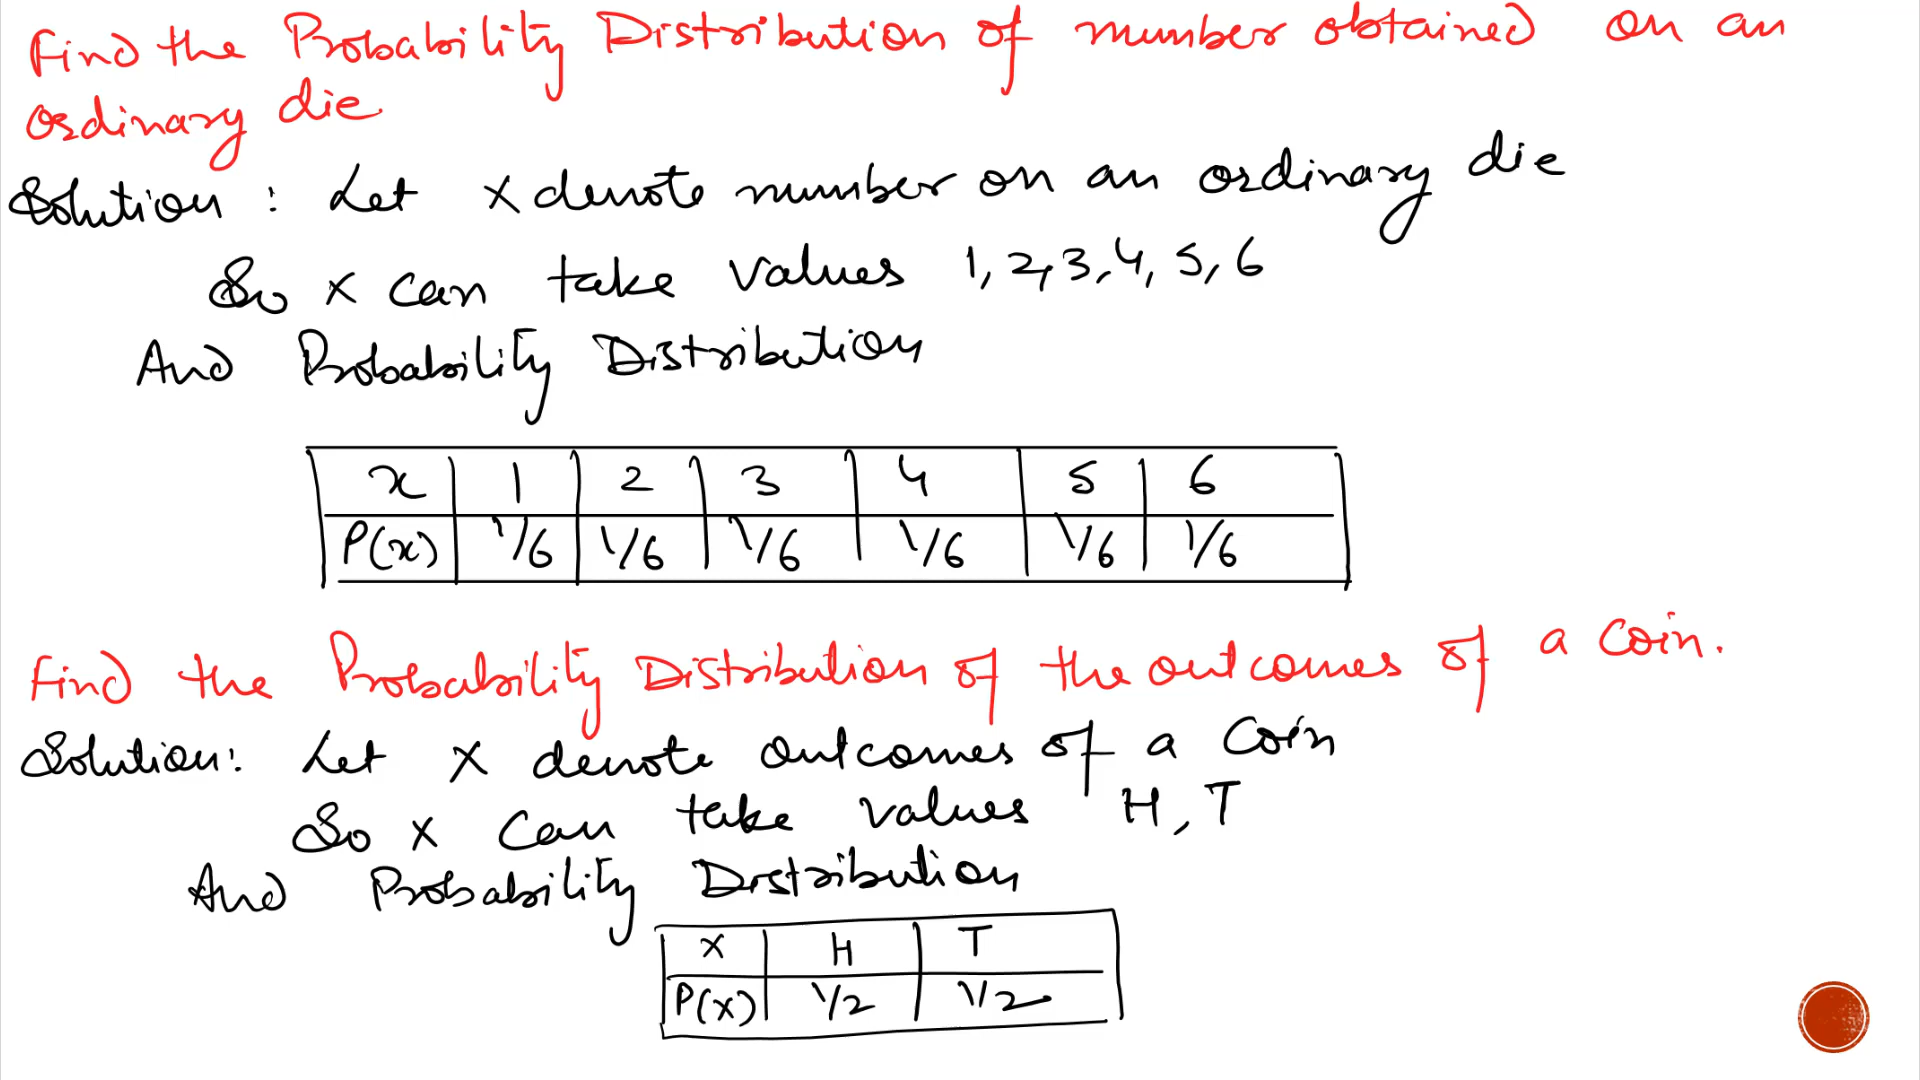 Find the Probability Distribution of number obtained on an
ordinary die
Solution : Let X denote number on an ordinary die
So X can take values 1, 2, 3, 4, 5, 6
And Probability Distribution
x 1 2 3 4 5 6
P(x) 1/6 1/6 1/6 1/6 1/6 1/6
Find the Probability Distribution of the outcomes of a coin.
Solution: Let X denote outcomes of a coin
So X can take values H, T
And Probability Distribution
X H T
P(X) 1/2 1/2